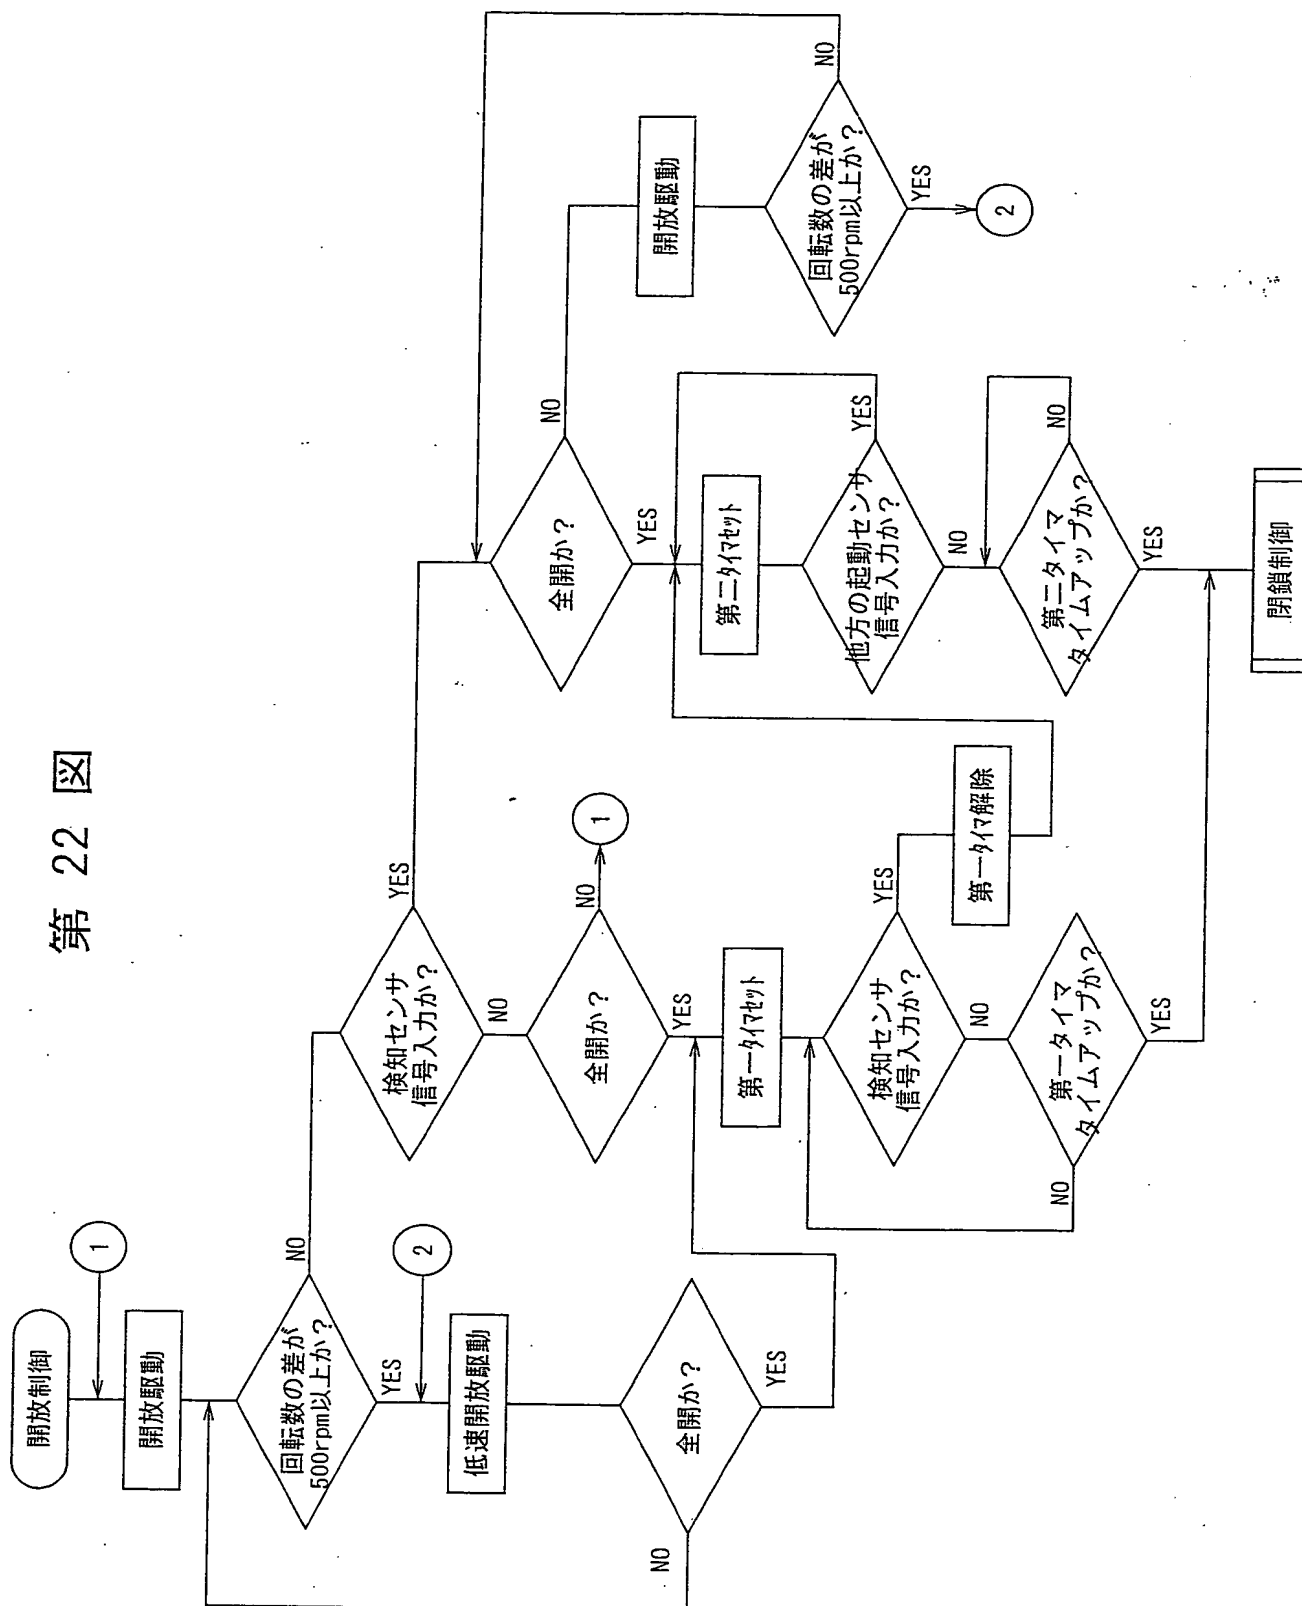 第 22 図
開放制御
1
開放駆動
回転数の差が
500rpm以上か？
NO
YES
2
低速開放駆動
全開か？
NO
YES
検知センサ
信号入力か？
YES
NO
全開か？
NO
1
YES
第一タイマセット
検知センサ
信号入力か？
YES
第一タイマ解除
NO
第一タイマ
タイムアップか？
NO
YES
全開か？
NO
YES
開放駆動
回転数の差が
500rpm以上か？
NO
YES
2
第二タイマセット
他方の起動センサ
信号入力か？
YES
NO
第二タイマ
タイムアップか？
NO
YES
閉鎖制御